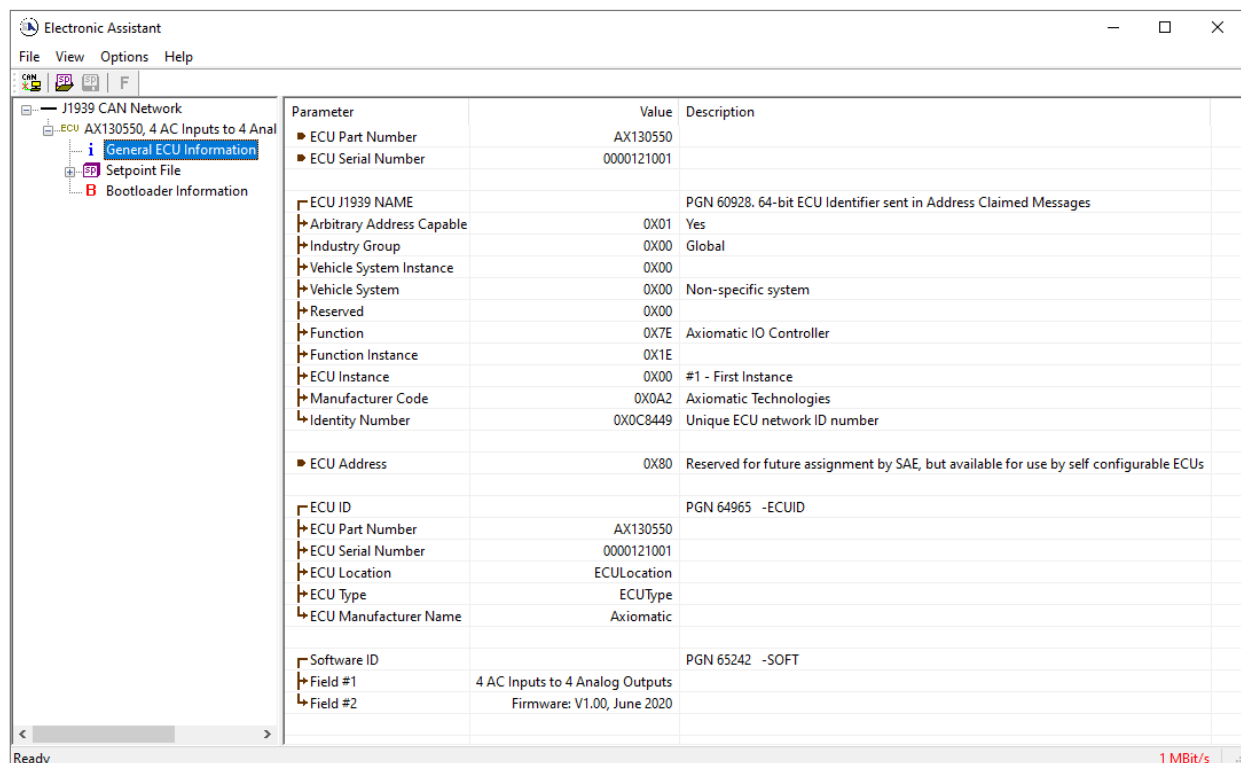 Electronic Assistant
File View Options Help
CAN SP SP F
J1939 CAN Network
ECU AX130550, 4 AC Inputs to 4 Anal
i General ECU Information
SP Setpoint File
B Bootloader Information
Parameter Value Description
ECU Part Number AX130550
ECU Serial Number 0000121001
ECU J1939 NAME PGN 60928. 64-bit ECU Identifier sent in Address Claimed Messages
Arbitrary Address Capable 0X01 Yes
Industry Group 0X00 Global
Vehicle System Instance 0X00
Vehicle System 0X00 Non-specific system
Reserved 0X00
Function 0X7E Axiomatic IO Controller
Function Instance 0X1E
ECU Instance 0X00 #1 - First Instance
Manufacturer Code 0X0A2 Axiomatic Technologies
Identity Number 0X0C8449 Unique ECU network ID number
ECU Address 0X80 Reserved for future assignment by SAE, but available for use by self configurable ECUs
ECU ID PGN 64965 -ECUID
ECU Part Number AX130550
ECU Serial Number 0000121001
ECU Location ECULocation
ECU Type ECUType
ECU Manufacturer Name Axiomatic
Software ID PGN 65242 -SOFT
Field #1 4 AC Inputs to 4 Analog Outputs
Field #2 Firmware: V1.00, June 2020
Ready 1 MBit/s